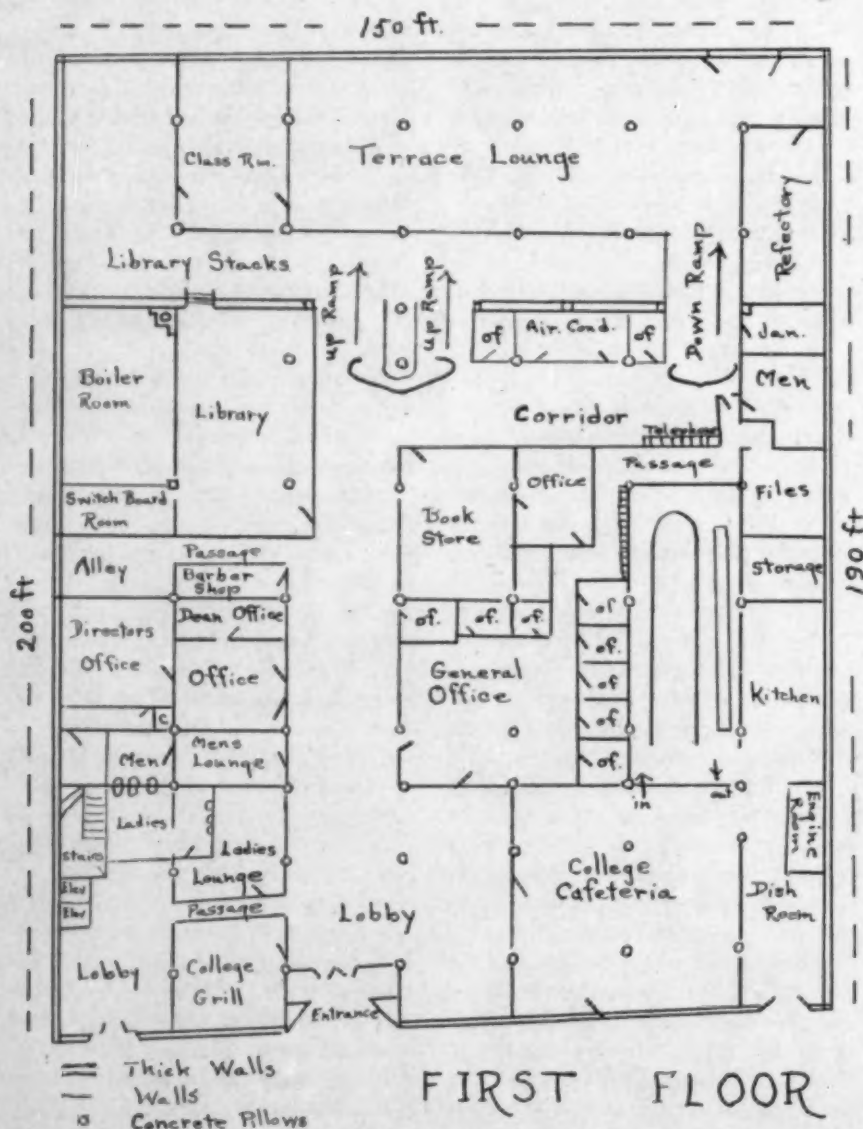 150 ft.
Class Rm.
Terrace Lounge
Refectory
Library Stacks
up Ramp
up Ramp
Down Ramp
of
Air. Cond.
of
Jan.
Boiler
Room
Men
Library
Corridor
Telephone
Passage
Switch Board
Room
Book
Store
Office
Files
Alley
Passage
Barber
Shop
Storage
200 ft
190 ft
Dean Office
of.
of.
of.
of.
Directors
Office
Office
General
Office
of.
of.
of.
of.
Kitchen
C
Men
Mens
Lounge
in
out
Ladies
Ladies
Lounge
Stairs
Engine
Room
Elev
Elev
Passage
Lobby
College
Cafeteria
Dish
Room
Lobby
College
Grill
Entrance
Thick Walls
Walls
Concrete Pillows
FIRST FLOOR